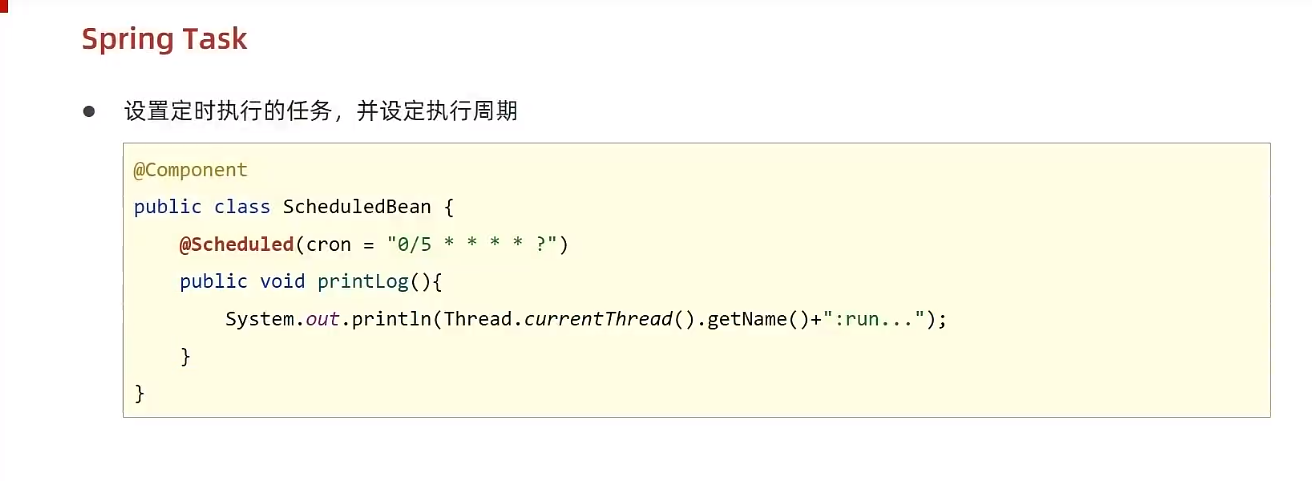 Spring Task
● 设置定时执行的任务，并设定执行周期
@Component
public class ScheduledBean {
    @Scheduled(cron = "0/5 * * * * ?")
    public void printLog(){
        System.out.println(Thread.currentThread().getName()+":run...");
    }
}